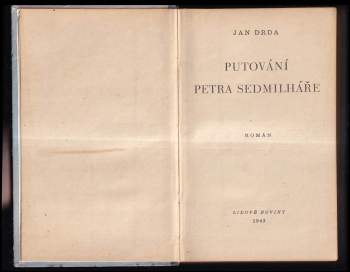 JAN DRDA
PUTOVÁNÍ
PETRA SEDMILHÁŘE
ROMÁN
LIDOVÉ NOVINY
1943